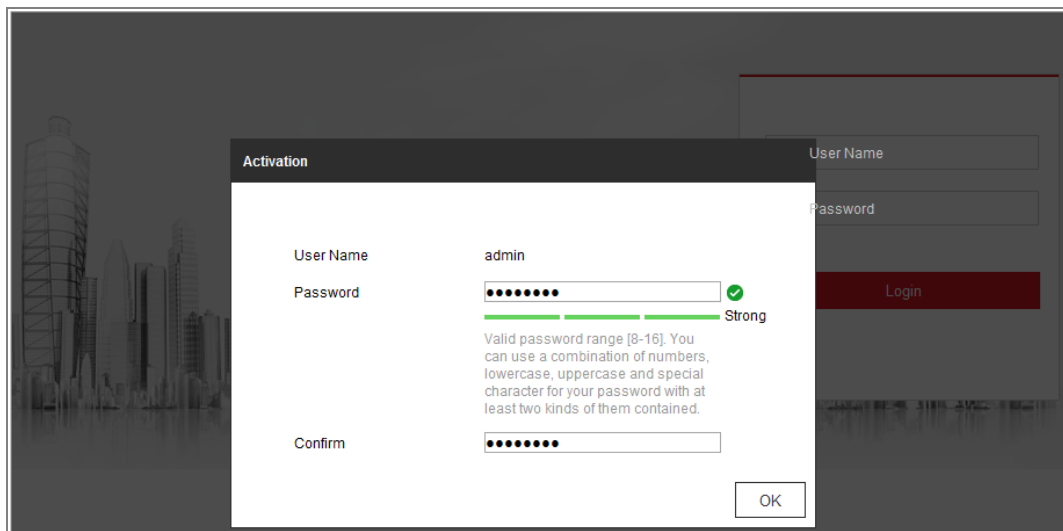 Activation
User Name
Password
Login
User Name admin
Password ●●●●●●●●
Strong
Valid password range [8-16]. You
can use a combination of numbers,
lowercase, uppercase and special
character for your password with at
least two kinds of them contained.
Confirm ●●●●●●●●
OK